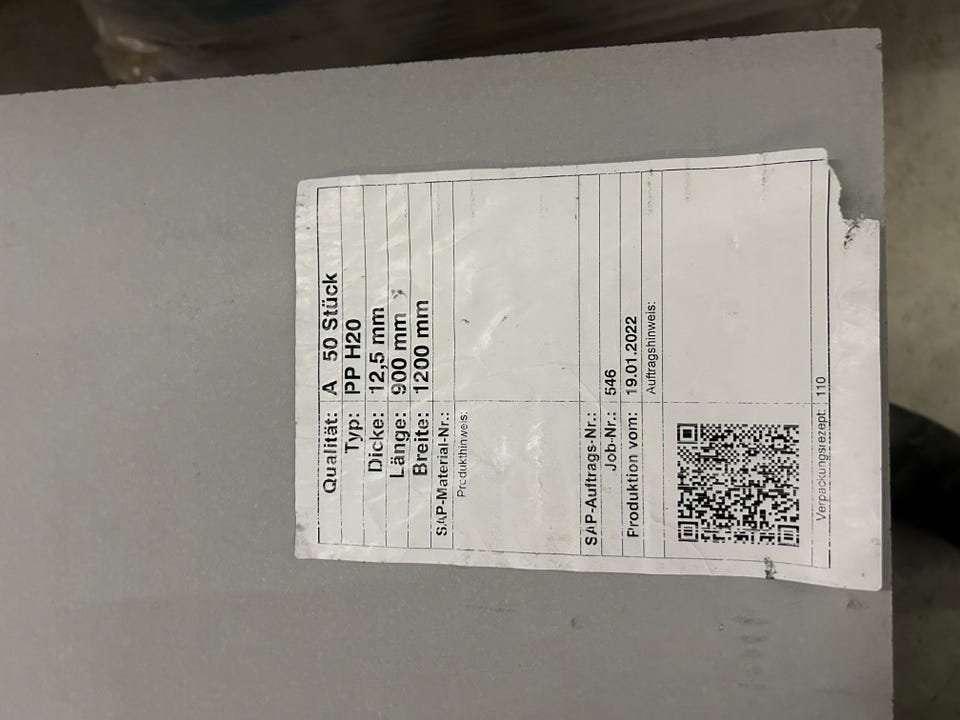 Qualität: A 50 Stück
Typ: PP H20
Dicke: 12,5 mm
Länge: 900 mm
Breite: 1200 mm
SAP-Material-Nr.:
Produkthinweis:
SAP-Auftrags-Nr.:
Job-Nr.: 546
Produktion vom: 19.01.2022
Auftragshinweis:
Verpackungsrezept: 110